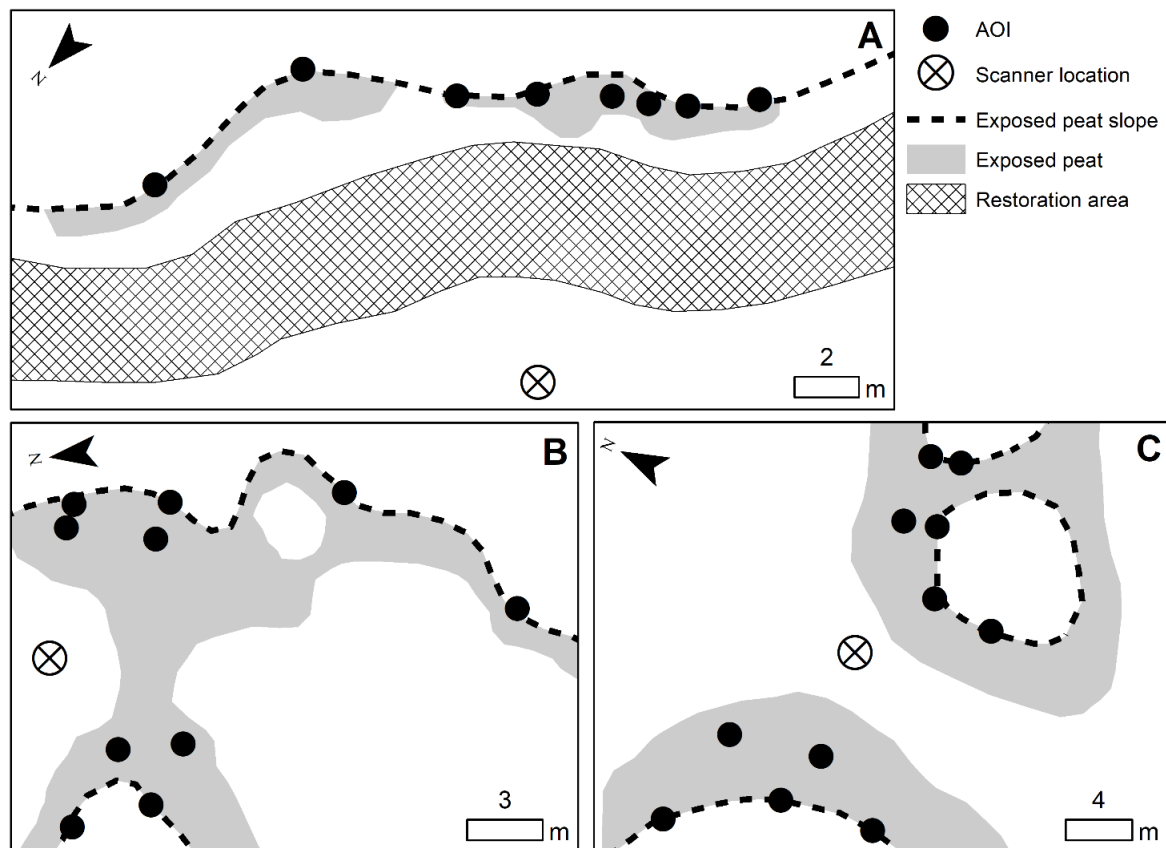 A
N
2
m
AOI
Scanner location
Exposed peat slope
Exposed peat
Restoration area
B
N
3
m
C
N
4
m